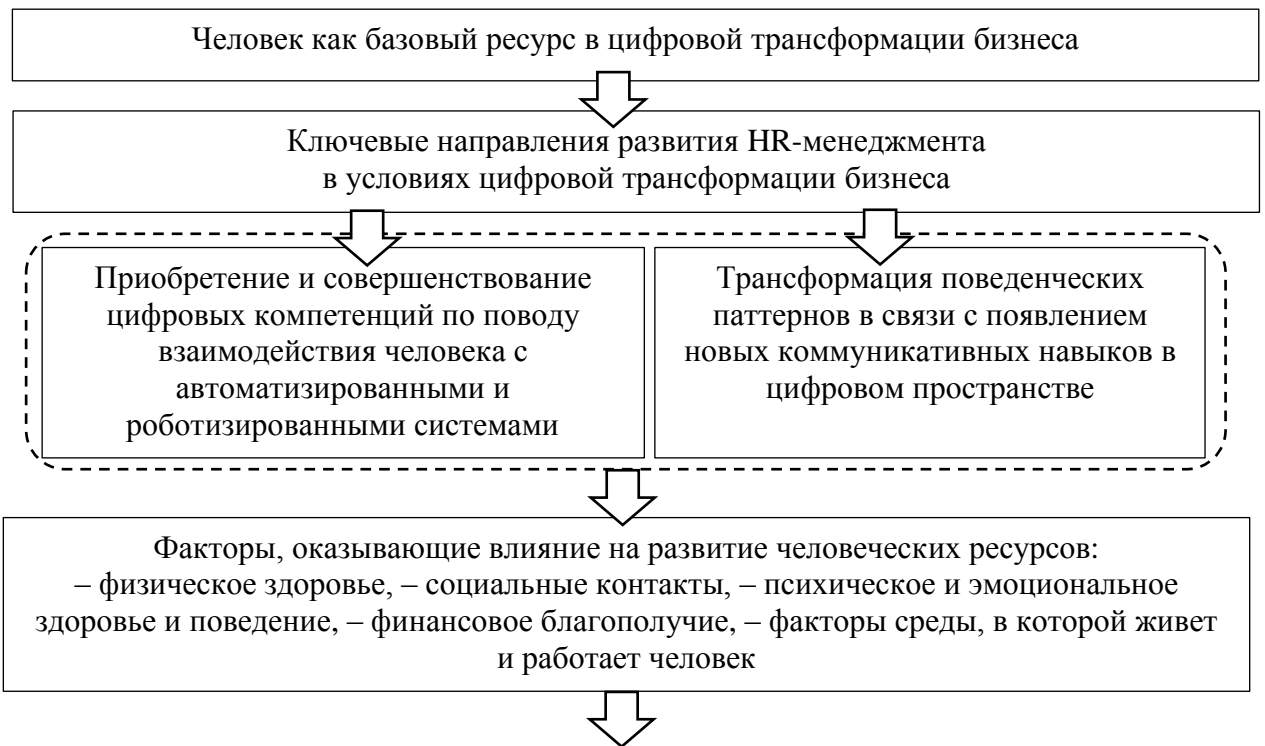 Человек как базовый ресурс в цифровой трансформации бизнеса
Ключевые направления развития HR-менеджмента
в условиях цифровой трансформации бизнеса
Приобретение и совершенствование
цифровых компетенций по поводу
взаимодействия человека с
автоматизированными и
роботизированными системами
Трансформация поведенческих
паттернов в связи с появлением
новых коммуникативных навыков в
цифровом пространстве
Факторы, оказывающие влияние на развитие человеческих ресурсов:
– физическое здоровье, – социальные контакты, – психическое и эмоциональное
здоровье и поведение, – финансовое благополучие, – факторы среды, в которой живет
и работает человек